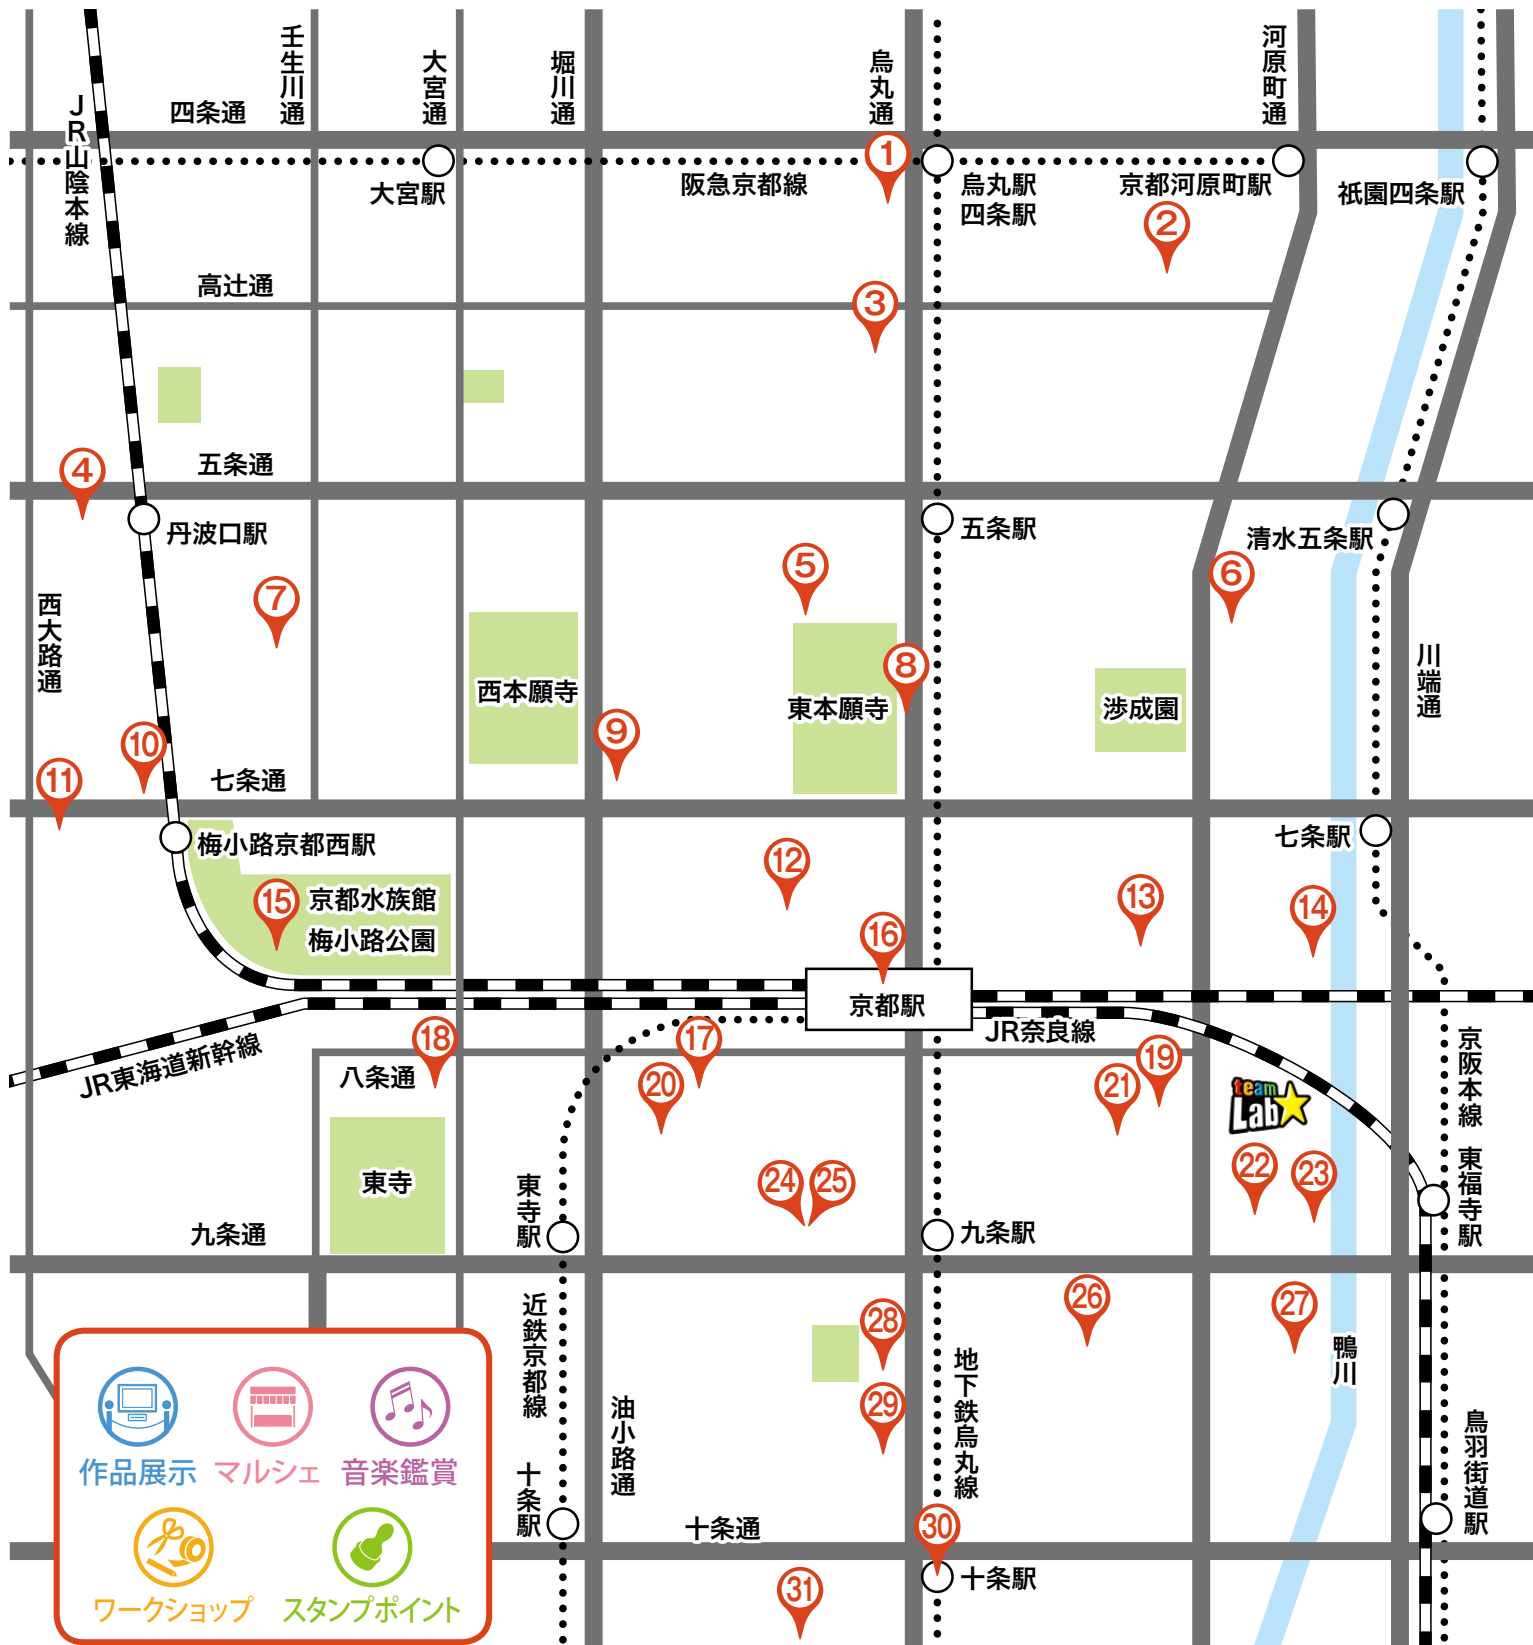 壬生川通
大宮通
堀川通
烏丸通
河原町通
JR山陰本線
四条通
①
大宮駅
阪急京都線
烏丸駅
四条駅
京都河原町駅
祇園四条駅
②
高辻通
③
④
五条通
丹波口駅
五条駅
清水五条駅
⑤
⑥
⑦
西大路通
西本願寺
東本願寺
⑧
渉成園
川端通
⑨
⑩
⑪
七条通
梅小路京都西駅
七条駅
⑫
⑬
⑭
⑮
京都水族館
梅小路公園
⑯
京都駅
JR奈良線
JR東海道新幹線
⑰
⑱
八条通
⑲
⑳
㉑
team
Lab
京阪本線
東寺
東寺駅
㉒
㉓
㉔
㉕
東福寺駅
九条通
九条駅
近鉄京都線
㉖
㉗
㉘
鴨川
地下鉄烏丸線
㉙
油小路通
鳥羽街道駅
十条駅
十条通
㉚
十条駅
㉛
作品展示
マルシェ
音楽鑑賞
ワークショップ
スタンプポイント